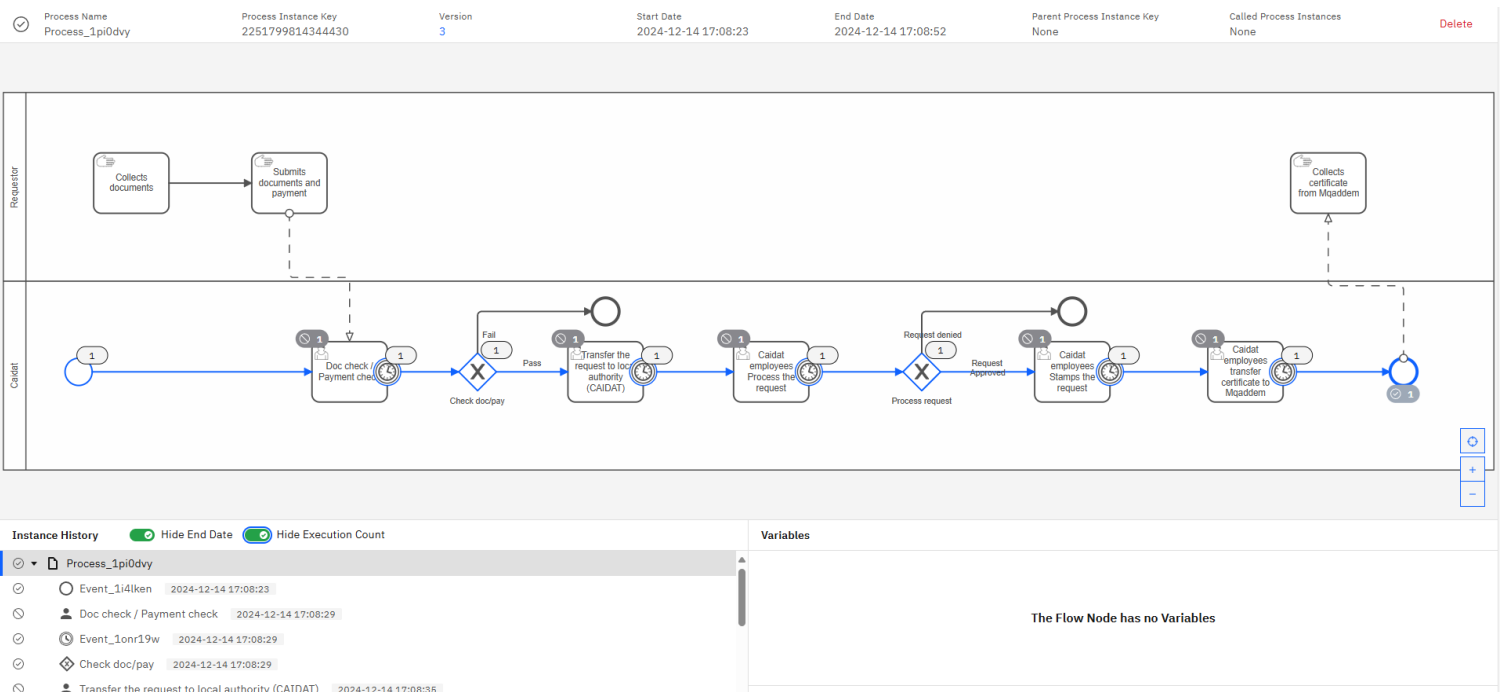 Process Name
Process_1pi0dvy
Process Instance Key
2251799814344430
Version
3
Start Date
2024-12-14 17:08:23
End Date
2024-12-14 17:08:52
Parent Process Instance Key
None
Called Process Instances
None
Delete
Requestor
Collects
documents
Submits
documents and
payment
Collects
certificate
from Mqaddem
Caidat
1
1
Doc check /
Payment chec
1
Fail
1
X
Pass
Check doc/pay
1
Transfer the
request to loc
authority
(CAIDAT)
1
1
Caidat
employees
Process the
request
1
Request denied
1
X
Request
Approved
Process request
1
Caidat
employees
Stamps the
request
1
1
Caidat
employees
transfer
certificate to
Mqaddem
1
1
+
−
Instance History
Hide End Date
Hide Execution Count
Process_1pi0dvy
Event_1i4lken 2024-12-14 17:08:23
Doc check / Payment check 2024-12-14 17:08:29
Event_1onr19w 2024-12-14 17:08:29
Check doc/pay 2024-12-14 17:08:29
Transfer the request to local authority (CAIDAT) 2024-12-14 17:08:35
Variables
The Flow Node has no Variables